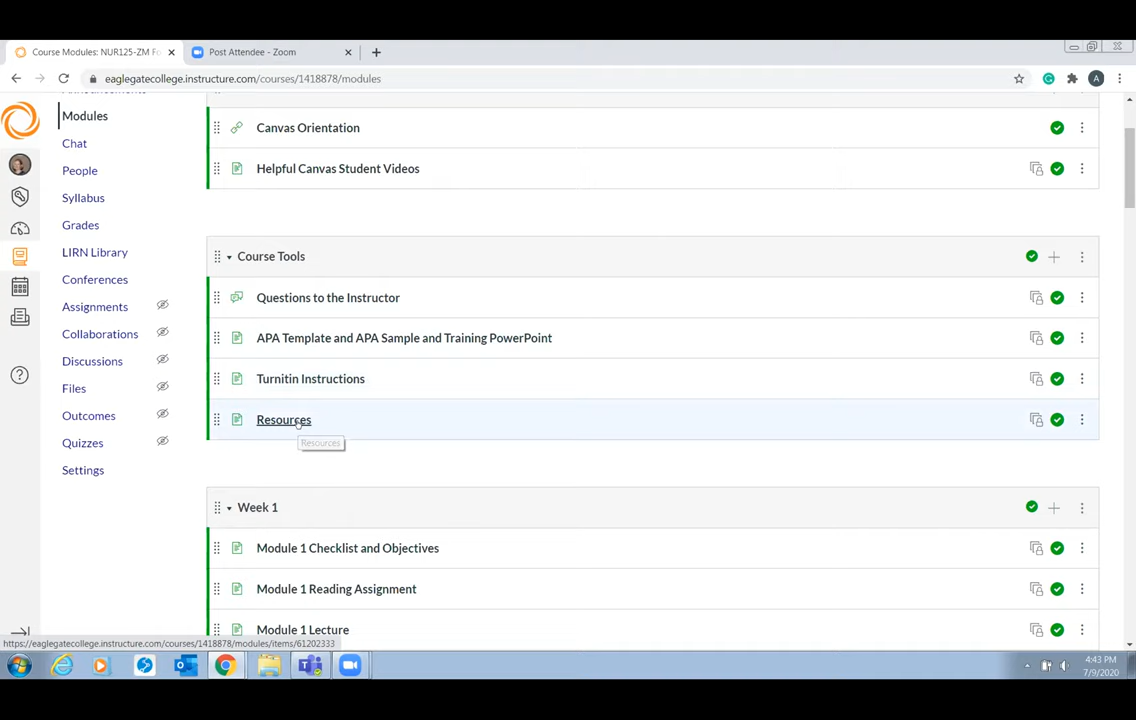 Course Modules: NUR125-ZM Fo
Post Attendee - Zoom
eaglegatecollege.instructure.com/courses/1418878/modules
A
Announcements
Modules
Chat
People
Syllabus
Grades
LIRN Library
Conferences
Assignments
Collaborations
Discussions
Files
Outcomes
Quizzes
Settings
Canvas Orientation
Helpful Canvas Student Videos
Course Tools
Questions to the Instructor
APA Template and APA Sample and Training PowerPoint
Turnitin Instructions
Resources
Resources
Week 1
Module 1 Checklist and Objectives
Module 1 Reading Assignment
Module 1 Lecture
https://eaglegatecollege.instructure.com/courses/1418878/modules/items/61202333
4:43 PM
7/9/2020